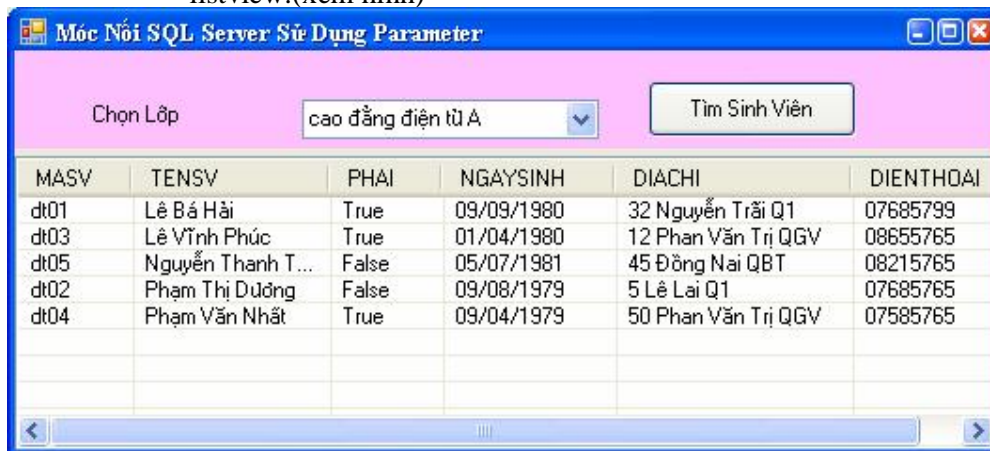 listview.(xem hình)
Móc Nối SQL Server Sử Dụng Parameter
Chọn Lớp cao đẳng điện tử A Tìm Sinh Viên
MASV TENSV PHAI NGAYSINH DIACHI DIENTHOAI
dt01 Lê Bá Hải True 09/09/1980 32 Nguyễn Trãi Q1 07685799
dt03 Lê Vĩnh Phúc True 01/04/1980 12 Phan Văn Trị QGV 08655765
dt05 Nguyễn Thanh T... False 05/07/1981 45 Đồng Nai QBT 08215765
dt02 Phạm Thị Dương False 09/08/1979 5 Lê Lai Q1 07685765
dt04 Phạm Văn Nhất True 09/04/1979 50 Phan Văn Trị QGV 07585765